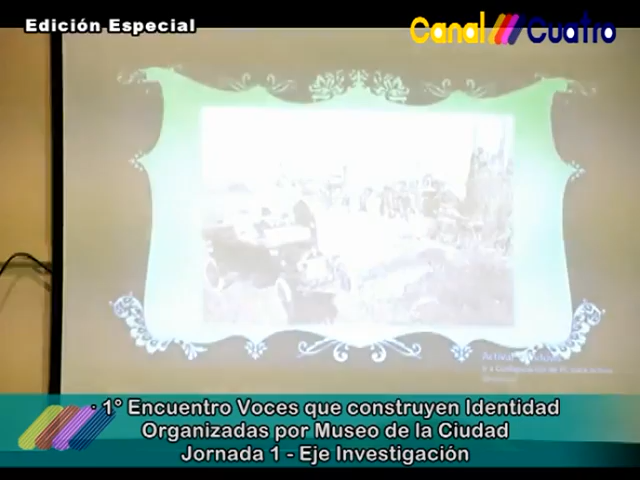 Edición Especial
Canal Cuatro
1° Encuentro Voces que construyen Identidad
Organizadas por Museo de la Ciudad
Jornada 1 - Eje Investigación